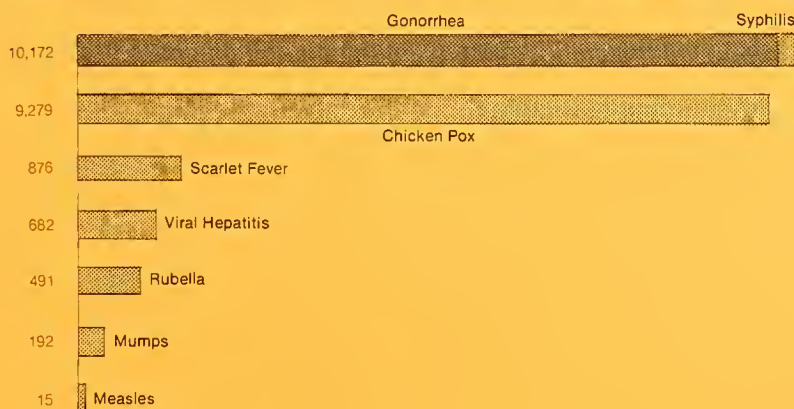 Gonorrhea Syphilis
10,172
9,279
Chicken Pox
876 Scarlet Fever
682 Viral Hepatitis
491 Rubella
192 Mumps
15 Measles